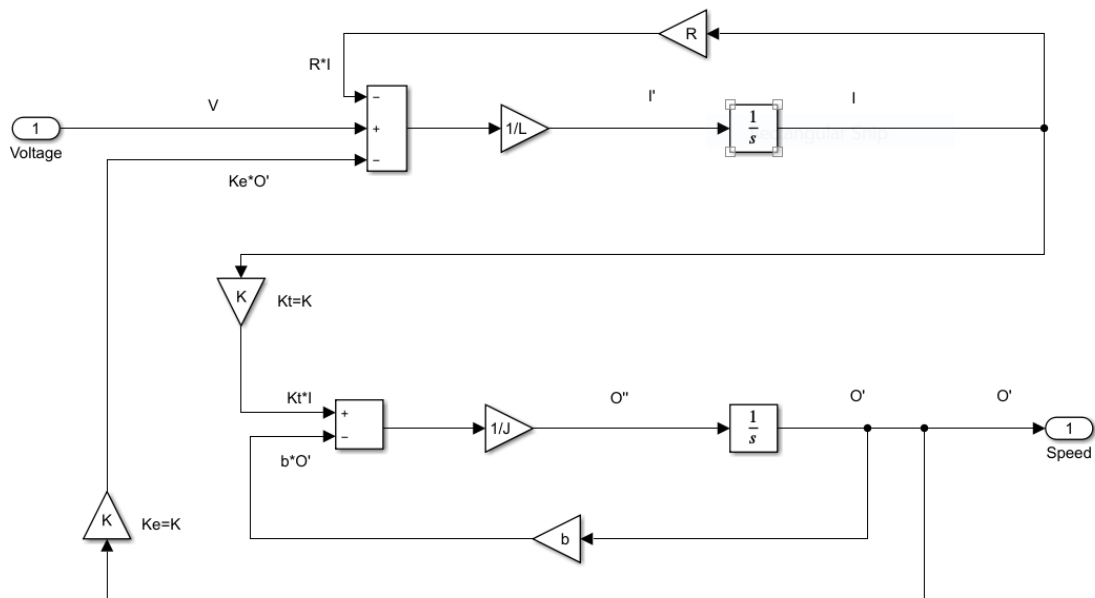 R
R*I
−
V
I'
I
1
+
1/L
1
s
Voltage
−
Ke*O'
K
Kt=K
Kt*I
+
O''
O'
O'
−
1/J
1
s
1
b*O'
Speed
K
Ke=K
b